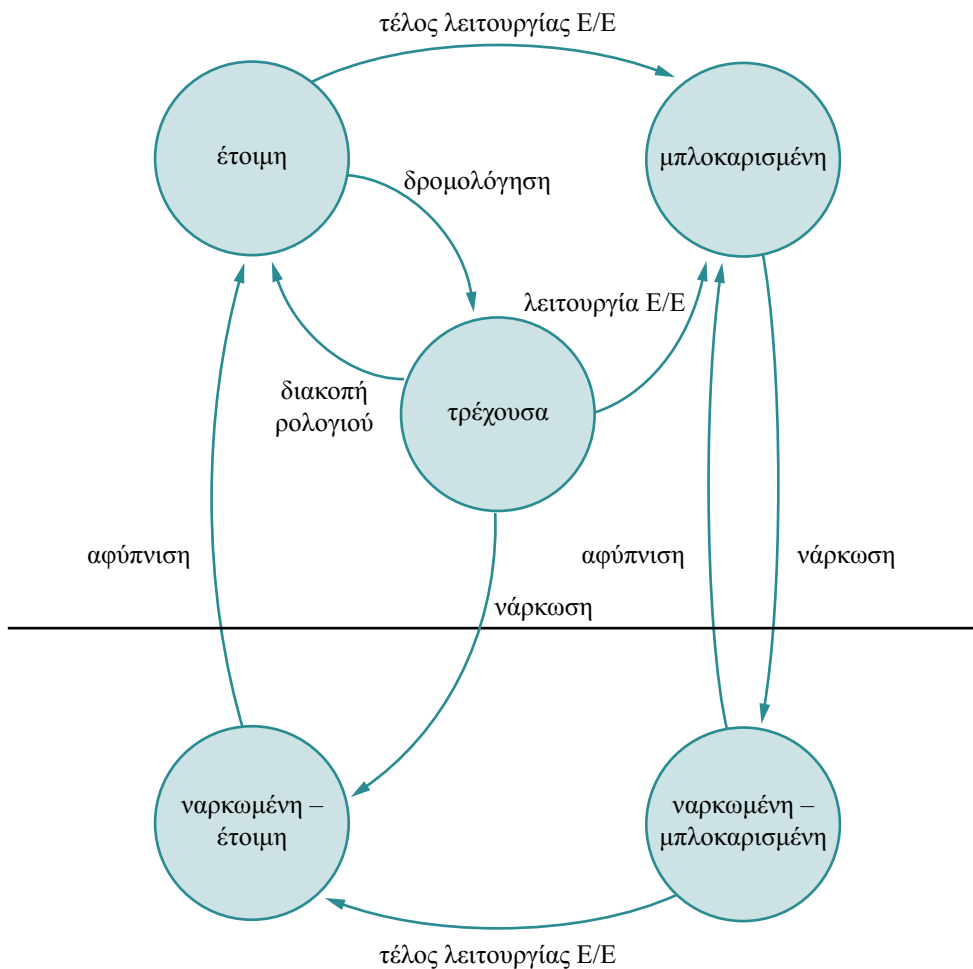 τέλος λειτουργίας Ε/Ε
έτοιμη
μπλοκαρισμένη
δρομολόγηση
λειτουργία Ε/Ε
διακοπή
ρολογιού
τρέχουσα
αφύπνιση
αφύπνιση
νάρκωση
νάρκωση
ναρκωμένη –
έτοιμη
ναρκωμένη –
μπλοκαρισμένη
τέλος λειτουργίας Ε/Ε